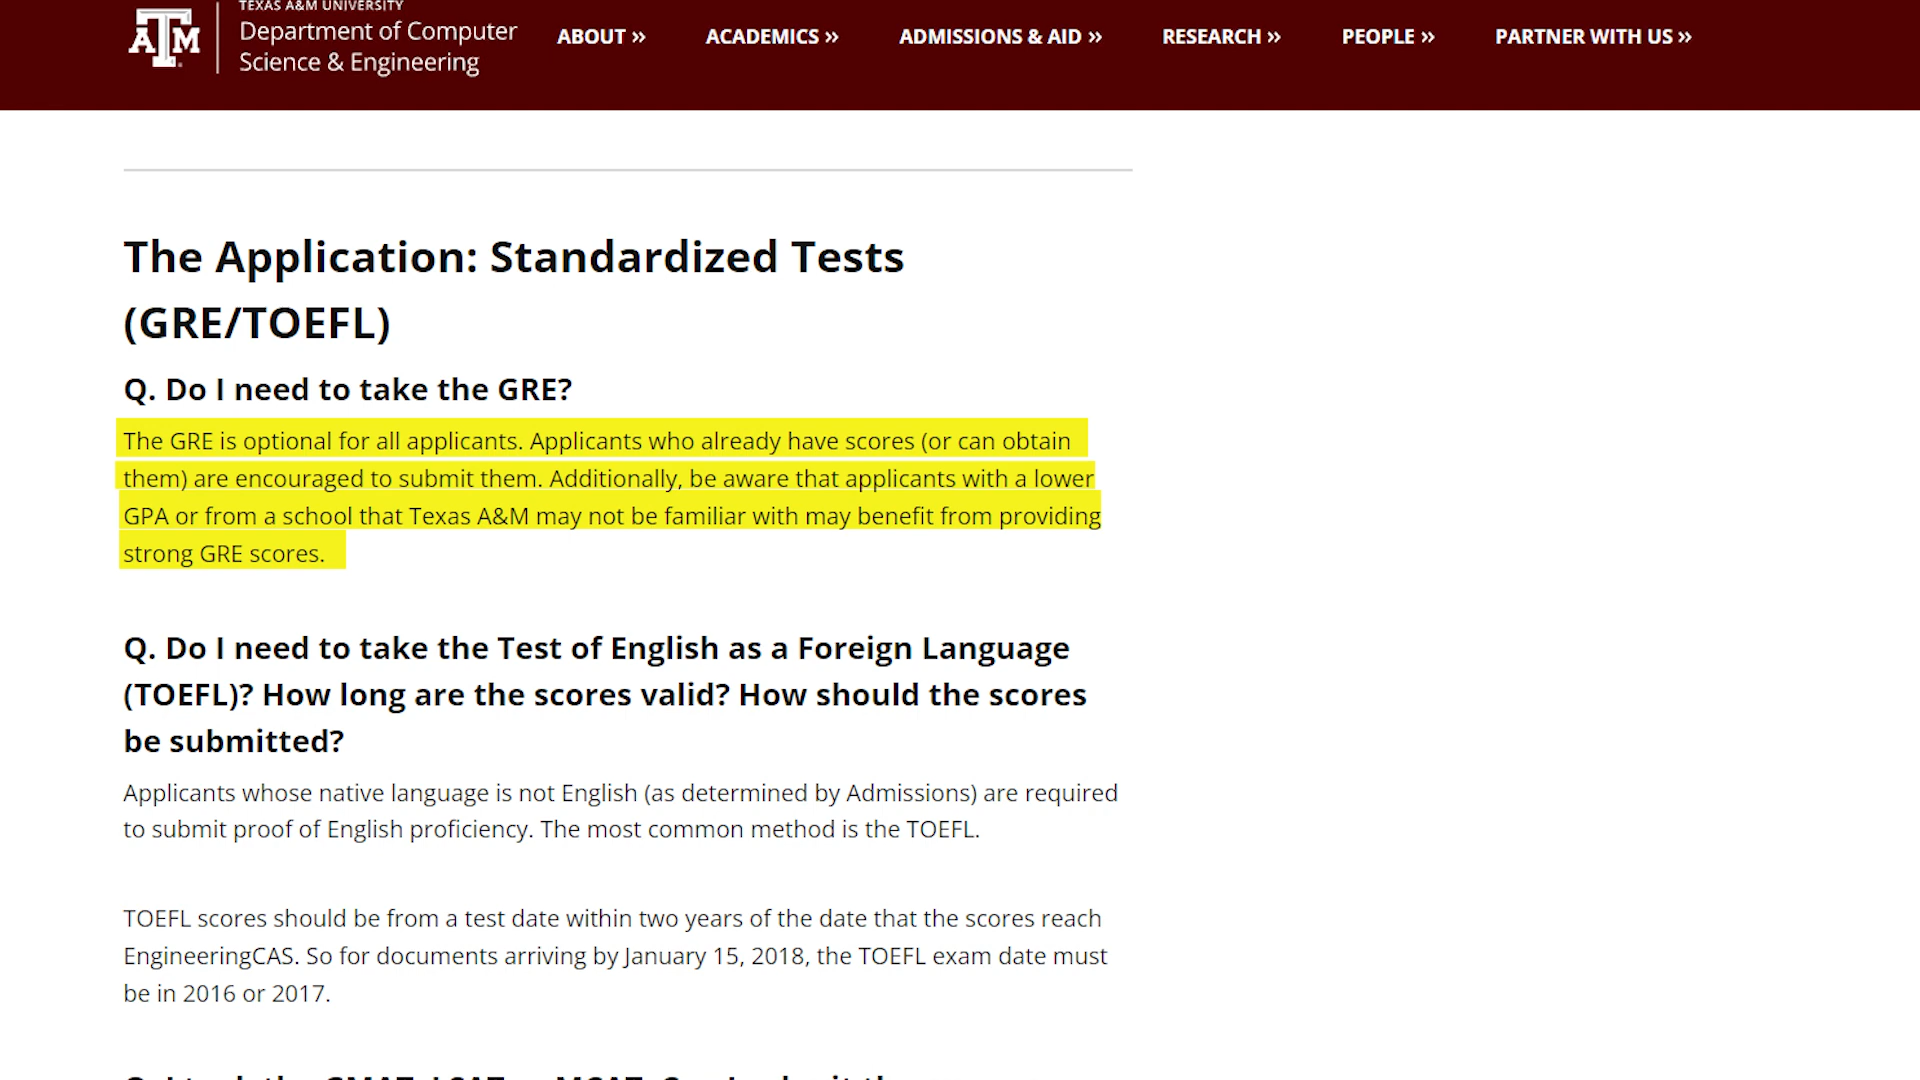 TEXAS A&M UNIVERSITY
Department of Computer
Science & Engineering
ABOUT »
ACADEMICS »
ADMISSIONS & AID »
RESEARCH »
PEOPLE »
PARTNER WITH US »
The Application: Standardized Tests
(GRE/TOEFL)
Q. Do I need to take the GRE?
The GRE is optional for all applicants. Applicants who already have scores (or can obtain
them) are encouraged to submit them. Additionally, be aware that applicants with a lower
GPA or from a school that Texas A&M may not be familiar with may benefit from providing
strong GRE scores.
Q. Do I need to take the Test of English as a Foreign Language
(TOEFL)? How long are the scores valid? How should the scores
be submitted?
Applicants whose native language is not English (as determined by Admissions) are required
to submit proof of English proficiency. The most common method is the TOEFL.
TOEFL scores should be from a test date within two years of the date that the scores reach
EngineeringCAS. So for documents arriving by January 15, 2018, the TOEFL exam date must
be in 2016 or 2017.